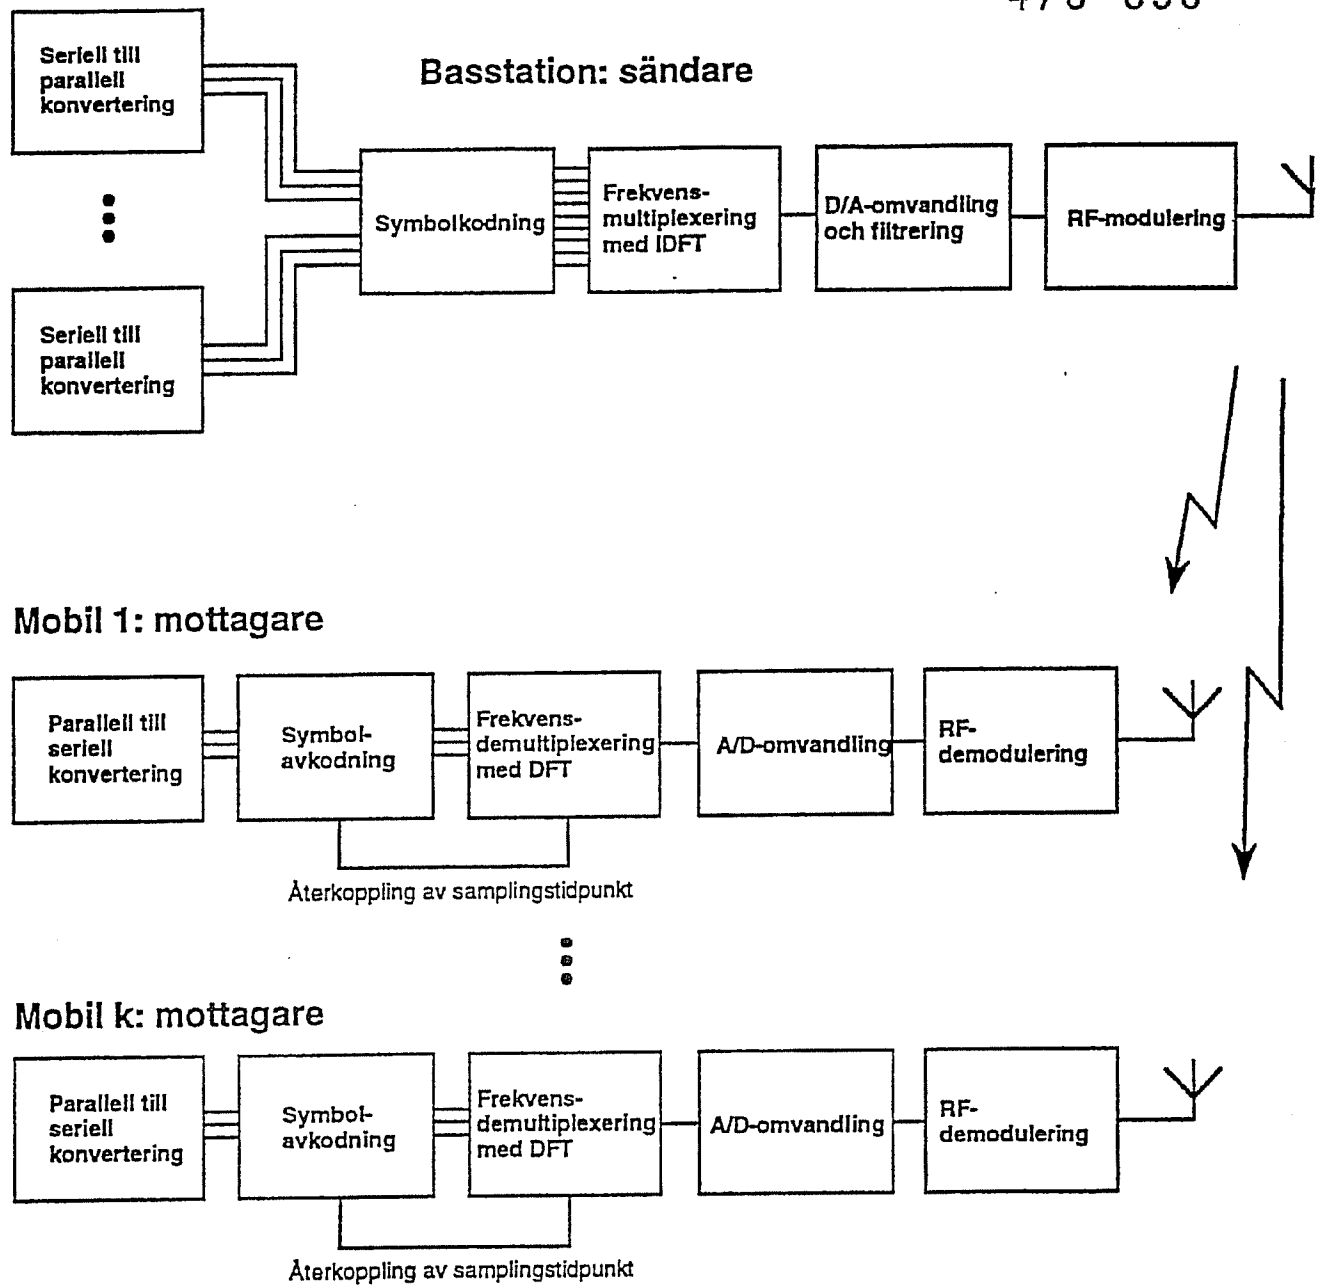 Basstation: sändare
Seriell till
parallell
konvertering
Seriell till
parallell
konvertering
Symbolkodning
Frekvens-
multiplexering
med IDFT
D/A-omvandling
och filtrering
RF-modulering
Mobil 1: mottagare
Parallell till
seriell
konvertering
Symbol-
avkodning
Frekvens-
demultiplexering
med DFT
A/D-omvandling
RF-
demodulering
Återkoppling av samplingstidpunkt
Mobil k: mottagare
Parallell till
seriell
konvertering
Symbol-
avkodning
Frekvens-
demultiplexering
med DFT
A/D-omvandling
RF-
demodulering
Återkoppling av samplingstidpunkt